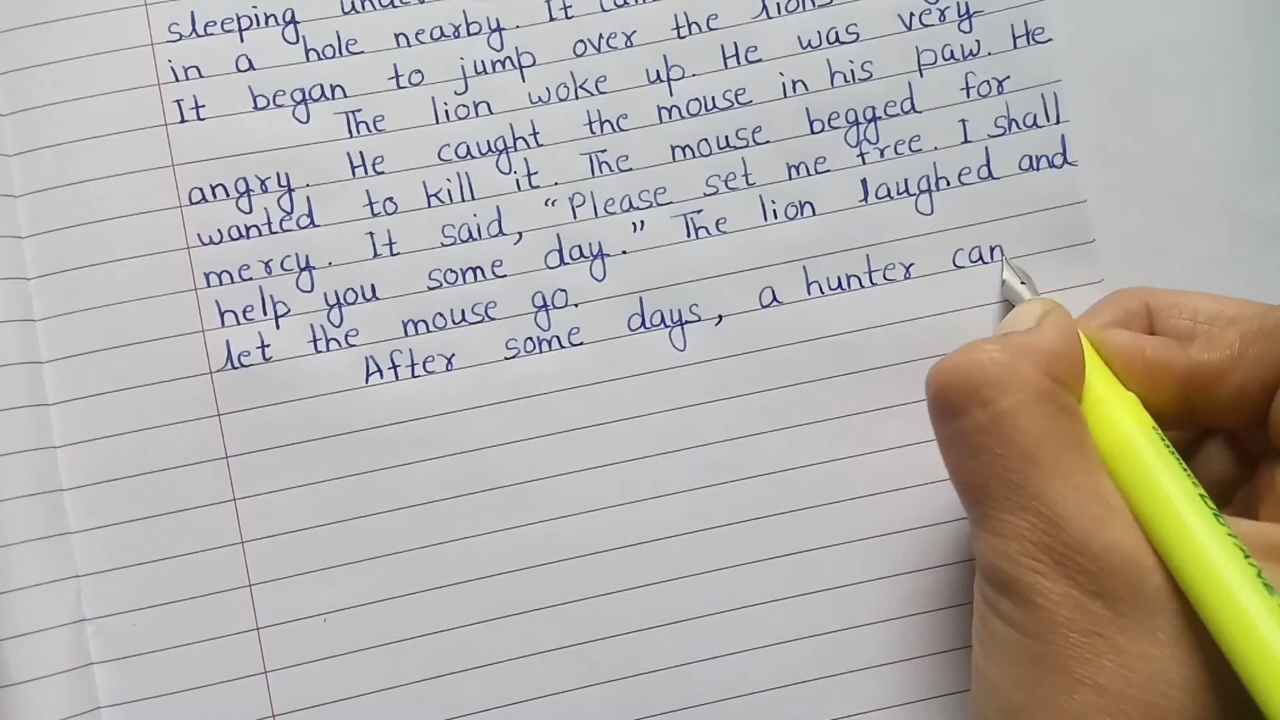 sleeping
in a hole nearby. It
It began to jump over the lion
The lion woke up. He was very
angry. He caught the mouse in his paw. He
wanted to kill it. The mouse begged for
mercy. It said, “Please set me free. I shall
help you some day.” The lion laughed and
let the mouse go.
After some days, a hunter can